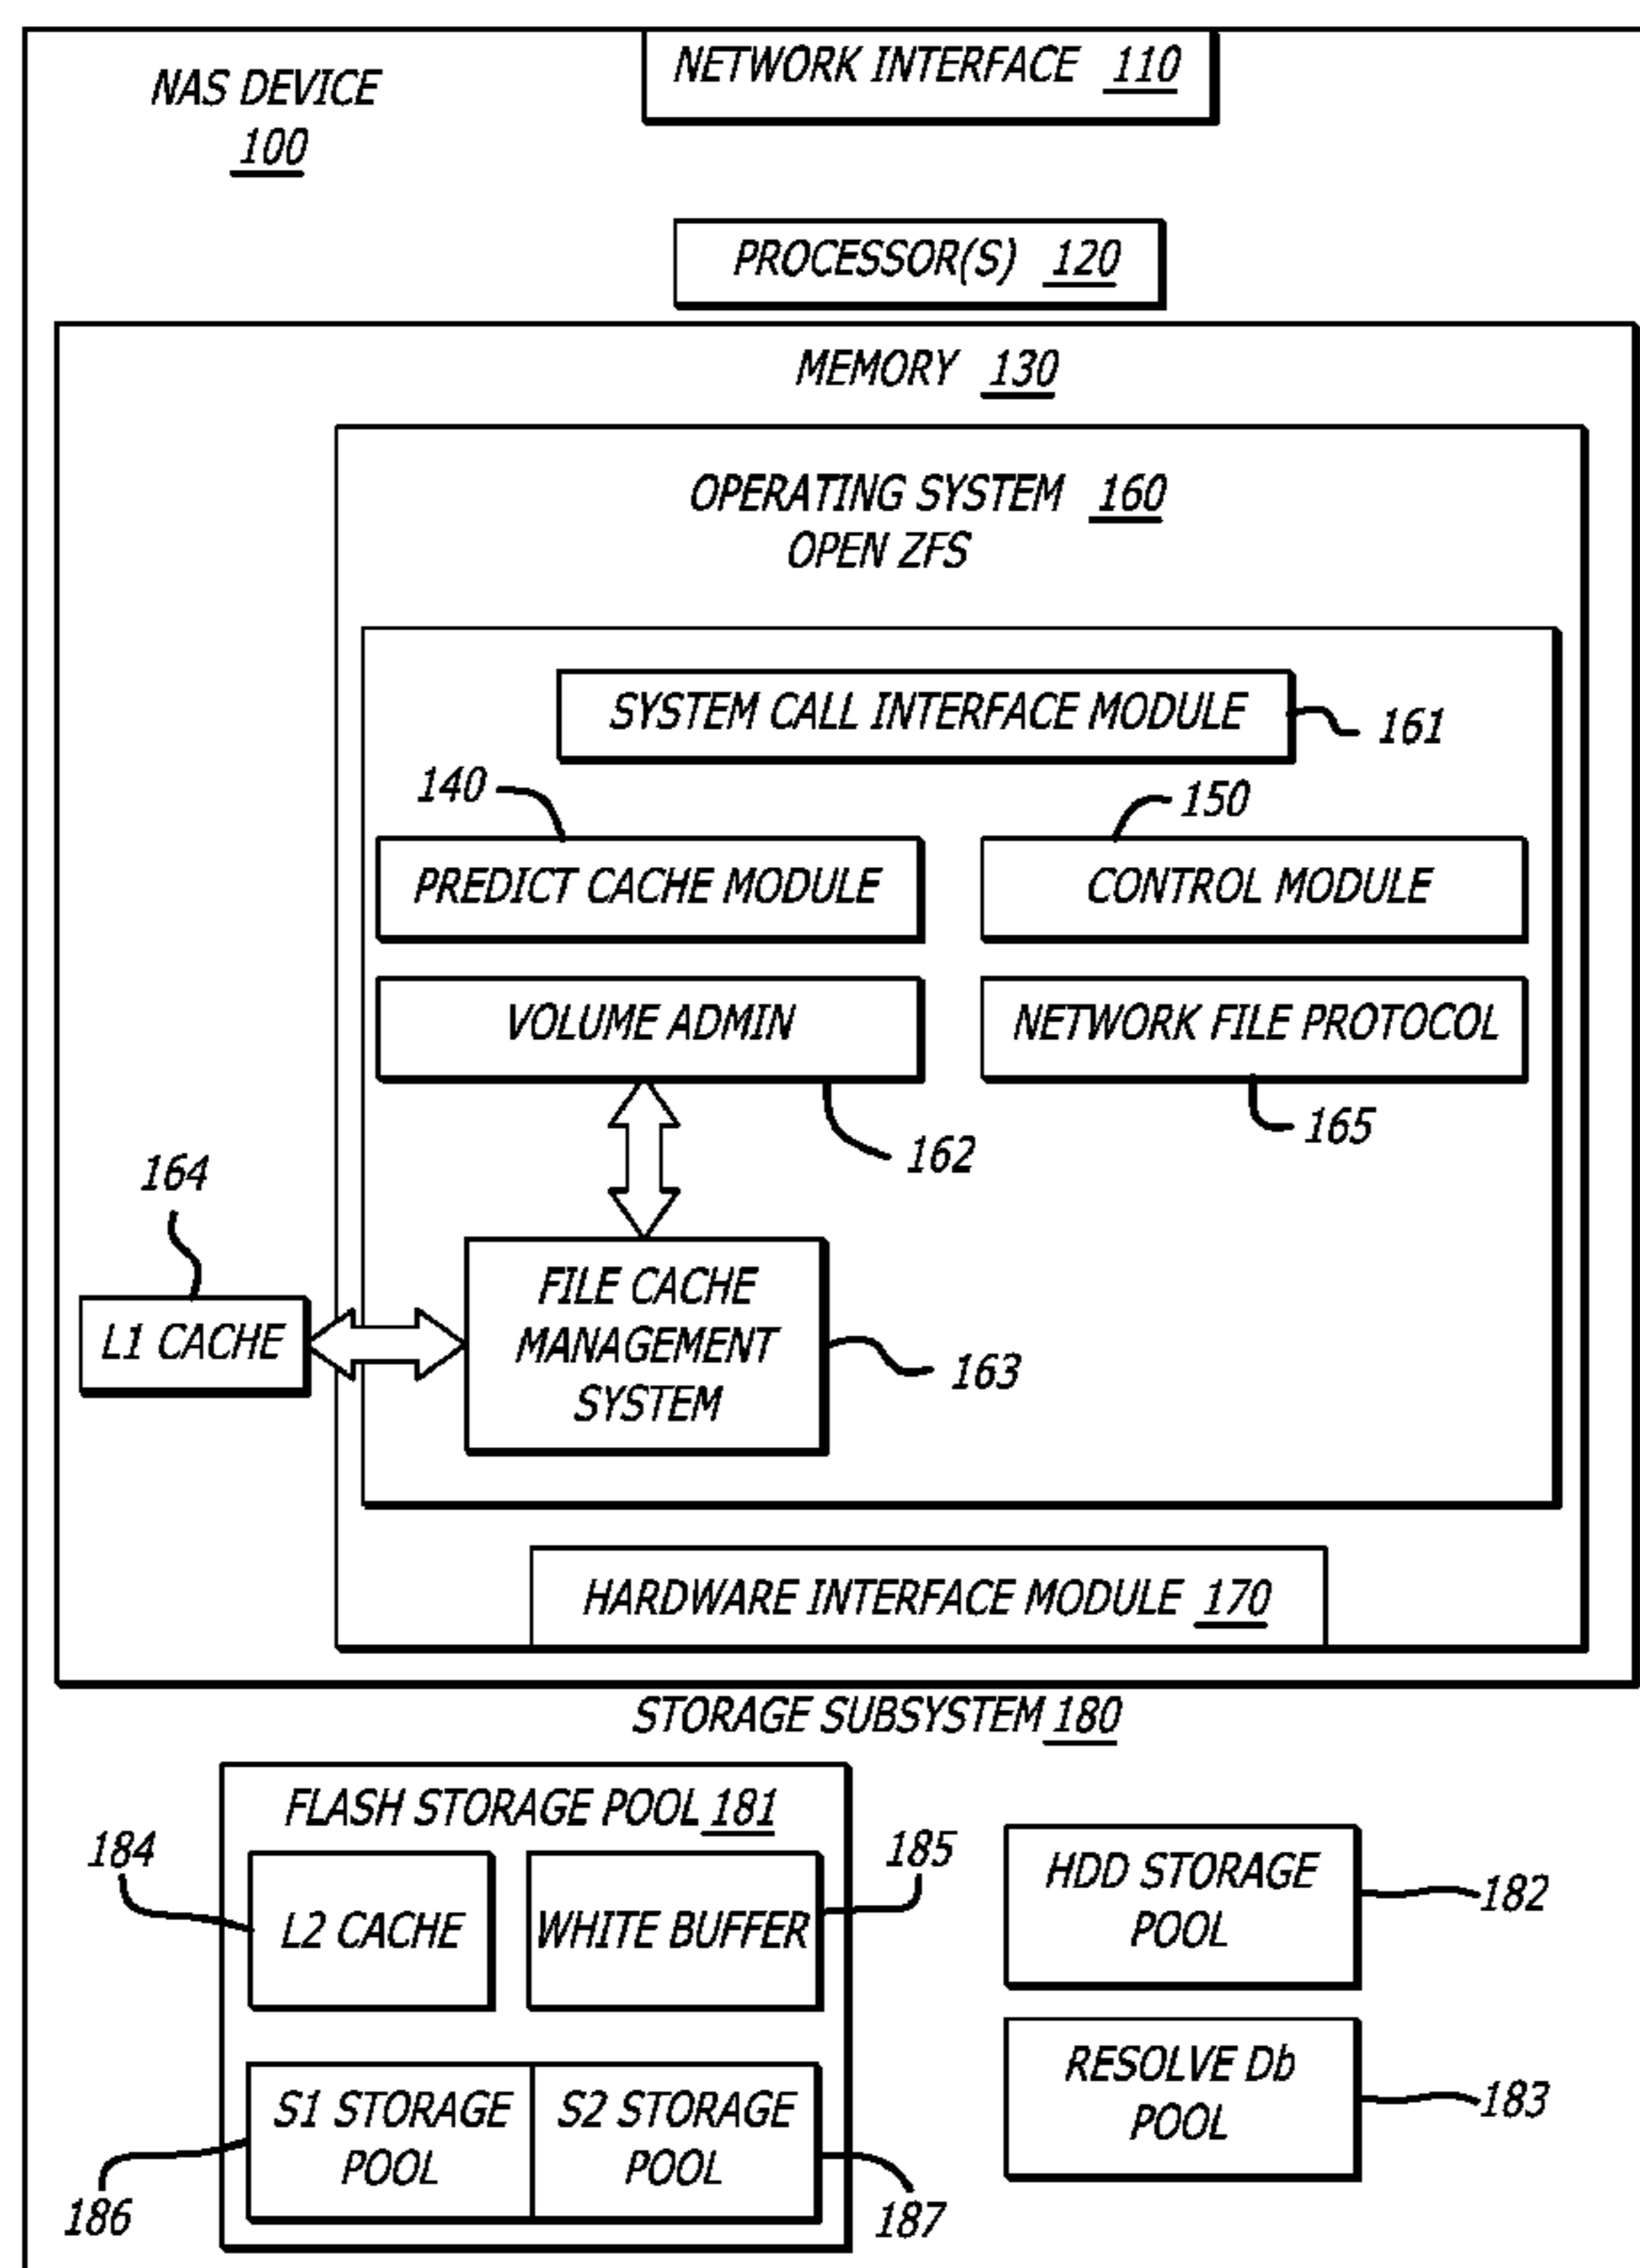 NAS DEVICE
100
NETWORK INTERFACE 110
PROCESSOR(S) 120
MEMORY 130
OPERATING SYSTEM 160
OPEN ZFS
SYSTEM CALL INTERFACE MODULE
161
140
150
PREDICT CACHE MODULE
CONTROL MODULE
VOLUME ADMIN
NETWORK FILE PROTOCOL
162
165
164
L1 CACHE
FILE CACHE
MANAGEMENT
SYSTEM
163
HARDWARE INTERFACE MODULE 170
STORAGE SUBSYSTEM 180
FLASH STORAGE POOL 181
184
185
L2 CACHE
WHITE BUFFER
HDD STORAGE
POOL
182
S1 STORAGE
POOL
S2 STORAGE
POOL
186
187
RESOLVE Db
POOL
183